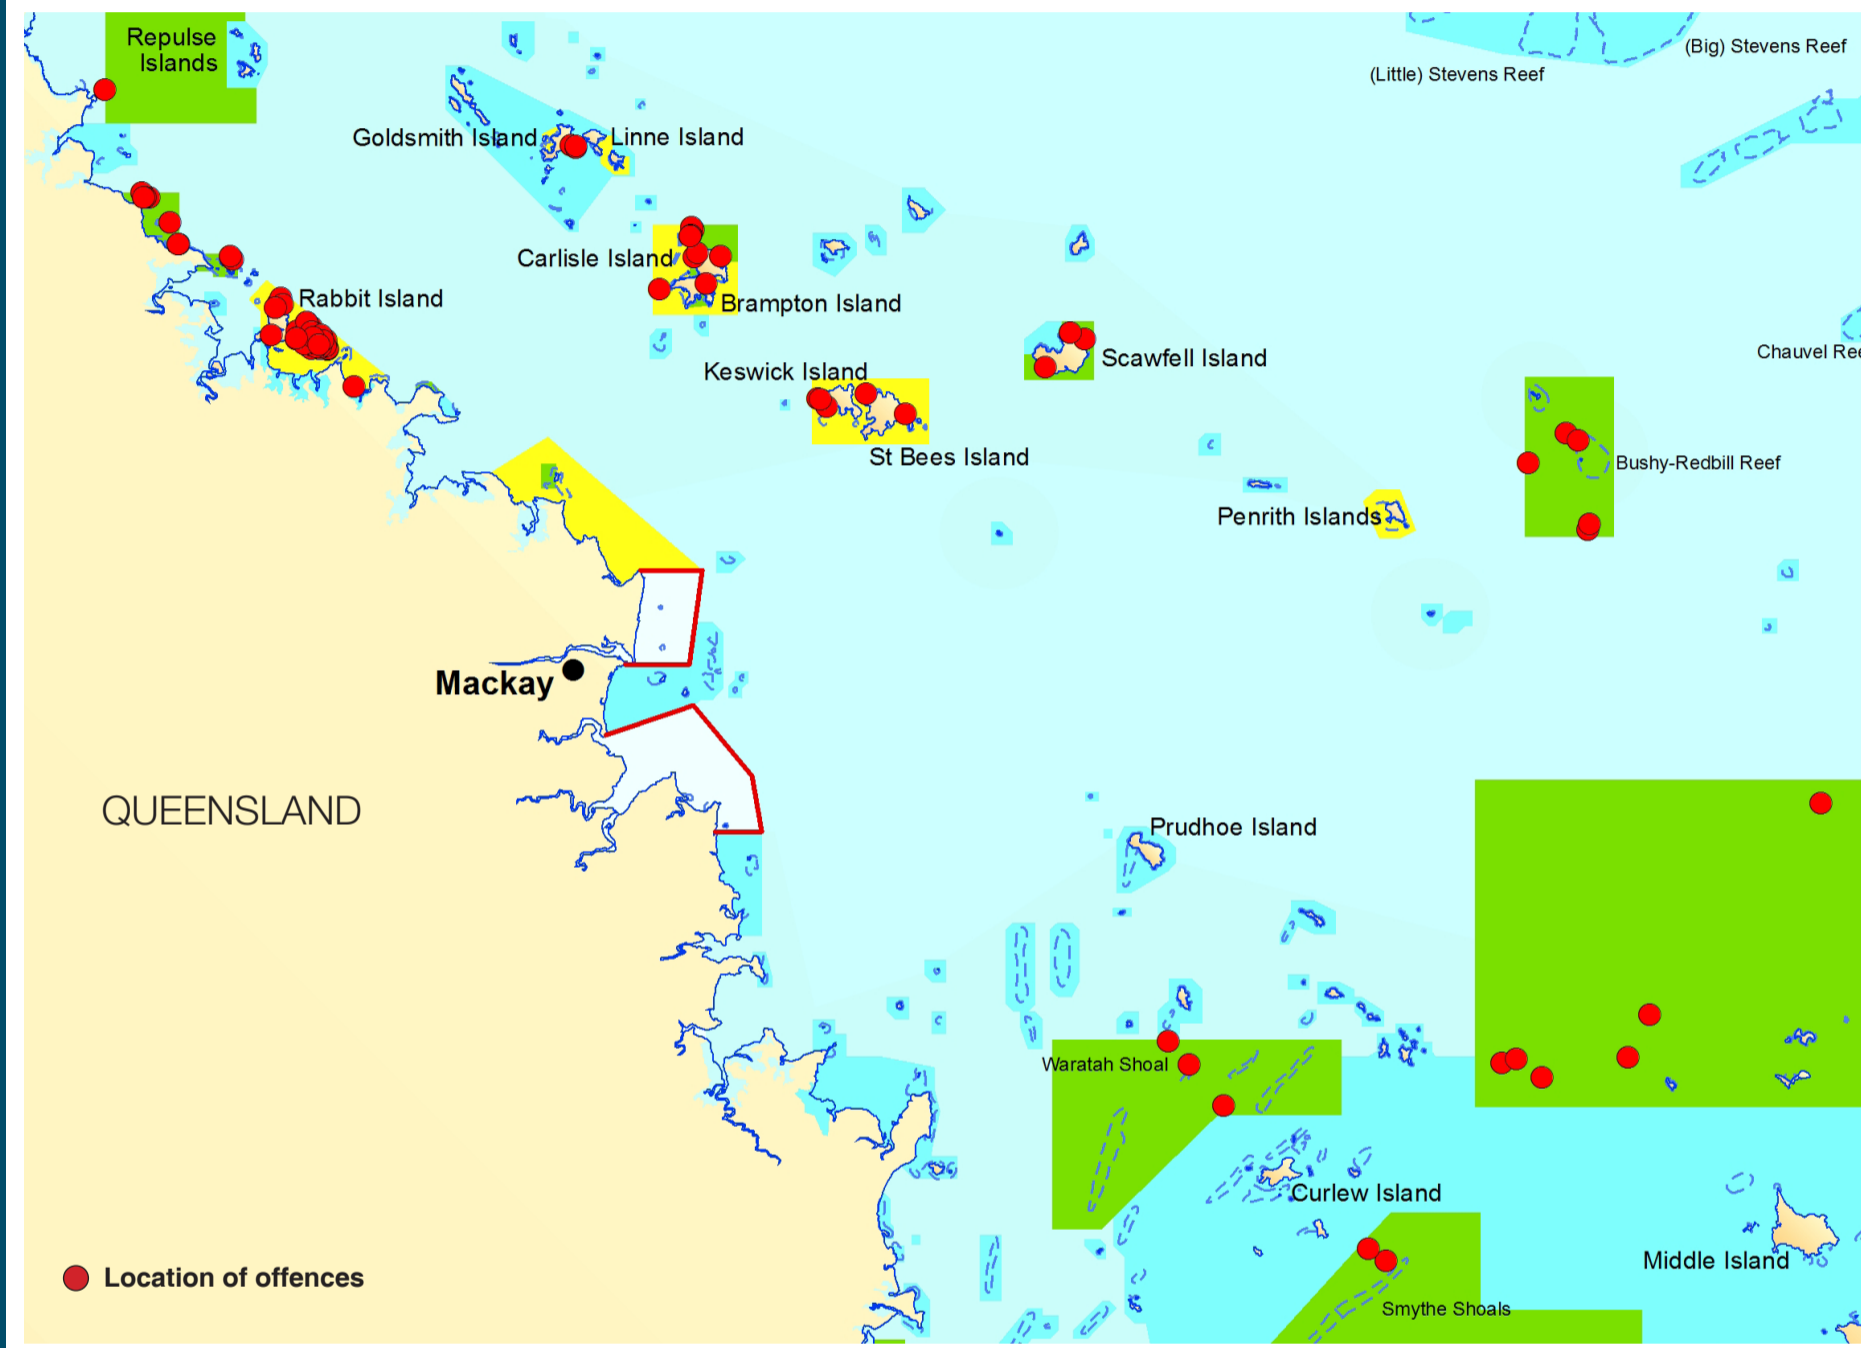 Repulse
Islands
(Big) Stevens Reef
(Little) Stevens Reef
Goldsmith Island
Linne Island
Carlisle Island
Rabbit Island
Brampton Island
Chauvel Ree
Scawfell Island
Keswick Island
St Bees Island
Bushy-Redbill Reef
Penrith Islands
Mackay
QUEENSLAND
Prudhoe Island
Waratah Shoal
Curlew Island
Middle Island
Location of offences
Smythe Shoals